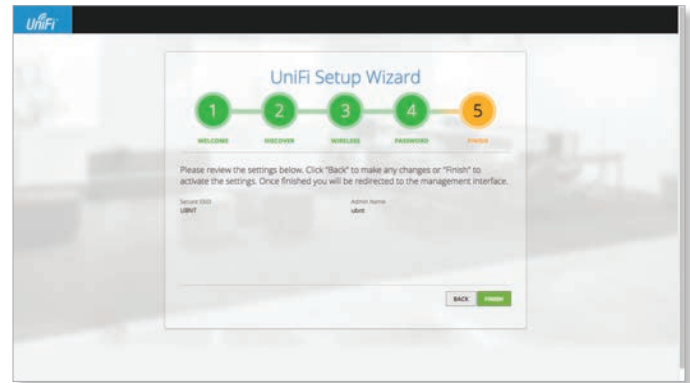 UniFi
UniFi Setup Wizard
1 2 3 4 5
WELCOME DISCOVER WIRELESS PASSWORD FINISH
Please review the settings below. Click "Back" to make any changes or "Finish" to
activate the settings. Once finished you will be redirected to the management interface.
Secure SSID Admin Name
UBNT ubnt
BACK FINISH